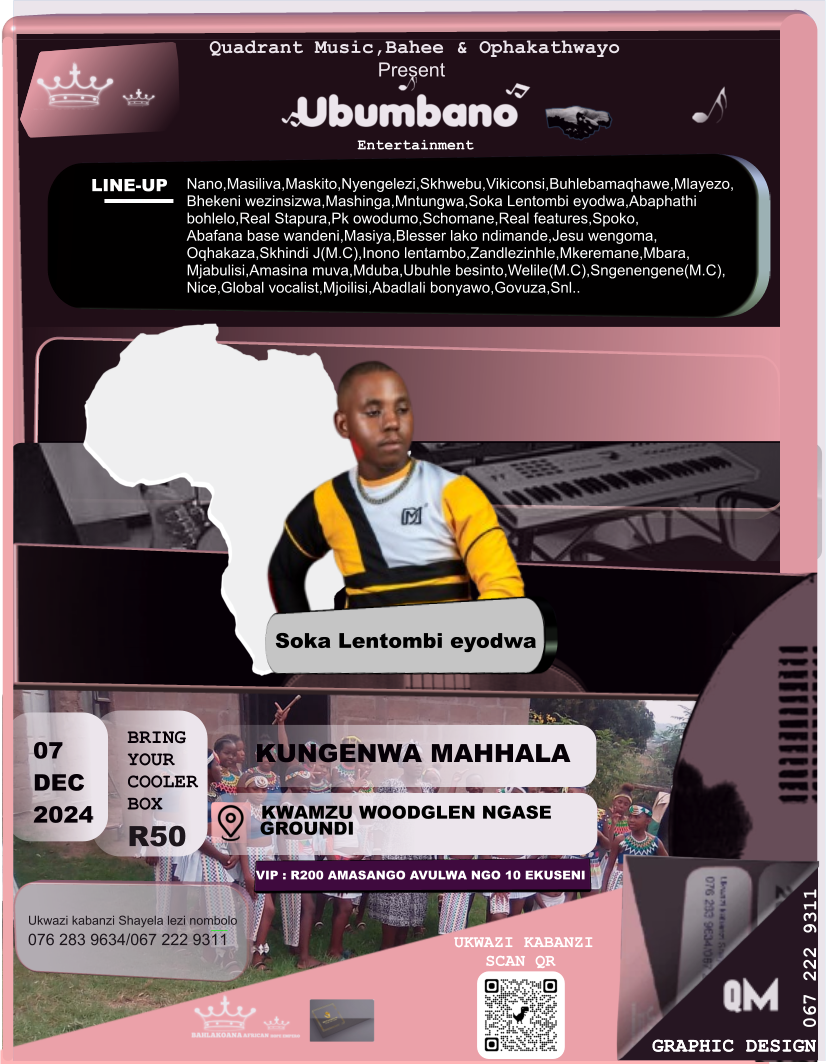 Quadrant Music,Bahee & Ophakathwayo
Present
Ubumbano
Entertainment
LINE-UP
Nano,Masiliva,Maskito,Nyengelezi,Skhwebu,Vikiconsi,Buhlebamaqhawe,Mlayezo,
Bhekeni wezinsizwa,Mashinga,Mntungwa,Soka Lentombi eyodwa,Abaphathi
bohlelo,Real Stapura,Pk owodumo,Schomane,Real features,Spoko,
Abafana base wandeni,Masiya,Blesser lako ndimande,Jesu wengoma,
Oqhakaza,Skhindi J(M.C),Inono lentambo,Zandlezinhle,Mkeremane,Mbara,
Mjabulisi,Amasina muva,Mduba,Ubuhle besinto,Welile(M.C),Sngenengene(M.C),
Nice,Global vocalist,Mjoilisi,Abadlali bonyawo,Govuza,Snl..
M
Soka Lentombi eyodwa
07
DEC
2024
BRING
YOUR
COOLER
BOX
R50
KUNGENWA MAHHALA
KWAMZU WOODGLEN NGASE
GROUNDI
VIP : R200 AMASANGO AVULWA NGO 10 EKUSENI
Ukwazi kabanzi Shayela lezi nombolo
076 283 9634/067 222 9311
UKWAZI KABANZI
SCAN QR
QM
067 222 9311
GRAPHIC DESIGN